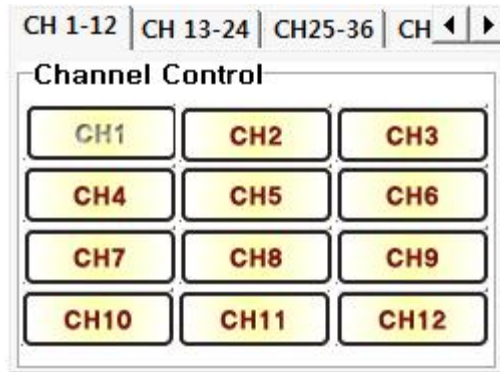 CH 1-12 CH 13-24 CH25-36 CH
Channel Control
CH1 CH2 CH3
CH4 CH5 CH6
CH7 CH8 CH9
CH10 CH11 CH12